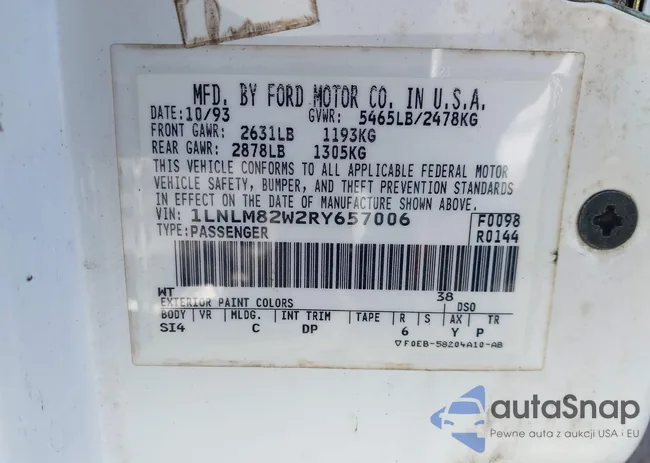 MFD. BY FORD MOTOR CO. IN U.S.A.
DATE: 10/93 GVWR: 5465LB/2478KG
FRONT GAWR: 2631LB 1193KG
REAR GAWR: 2878LB 1305KG
THIS VEHICLE CONFORMS TO ALL APPLICABLE FEDERAL MOTOR
VEHICLE SAFETY, BUMPER, AND THEFT PREVENTION STANDARDS
IN EFFECT ON THE DATE OF MANUFACTURE SHOWN ABOVE.
VIN: 1LNLM82W2RY657006 F0098
TYPE: PASSENGER R0144
WT 38
EXTERIOR PAINT COLORS DSO
BODY VR MLDG. INT TRIM TAPE R S AX TR
SI4 C DP 6 Y P
F0EB-58204A10-AB
autaSnap
Pewne auta z aukcji USA i EU